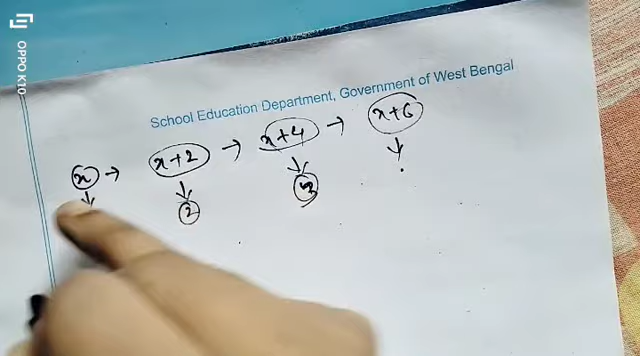 OPPO K10
School Education Department, Government of West Bengal
x → x+2 → x+4 → x+6
2 3